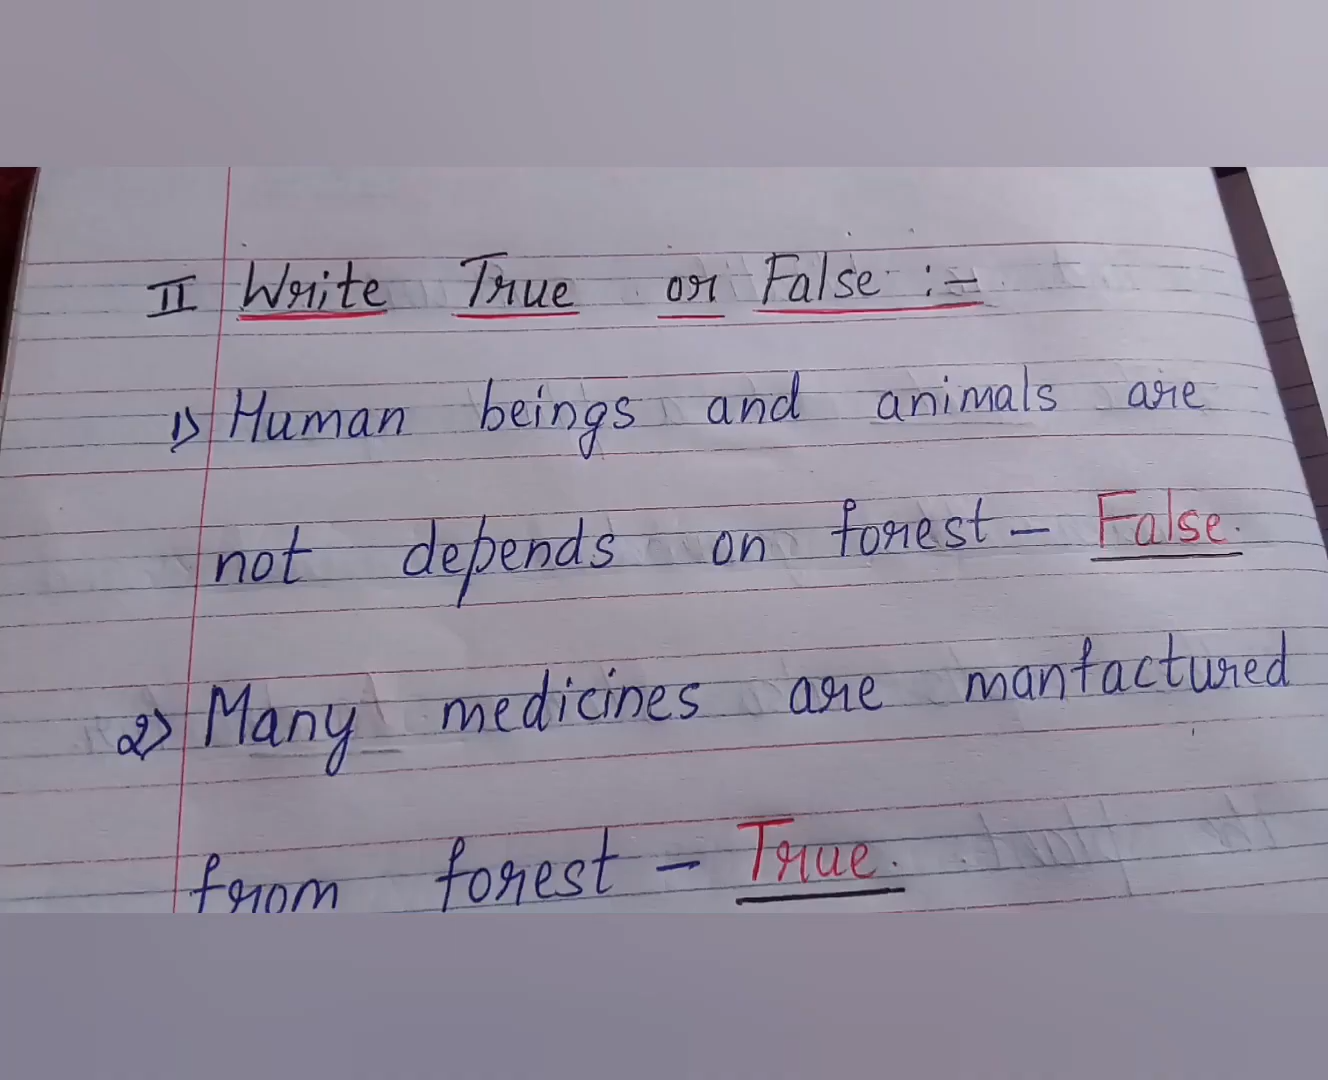 II Write True or False :-
1) Human beings and animals are
not depends on forest - False.
2) Many medicines are manfactured
from forest - True.